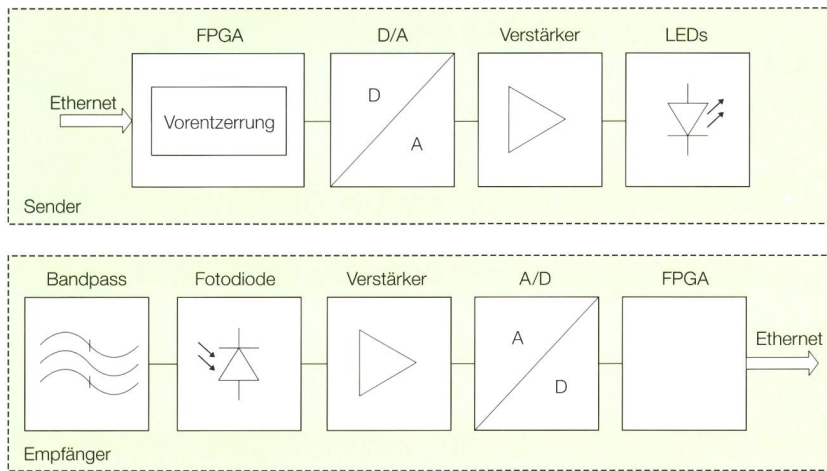 FPGA
D/A
Verstärker
LEDs
Ethernet
Vorentzerrung
D
A
Sender
Bandpass
Fotodiode
Verstärker
A/D
FPGA
A
D
Ethernet
Empfänger